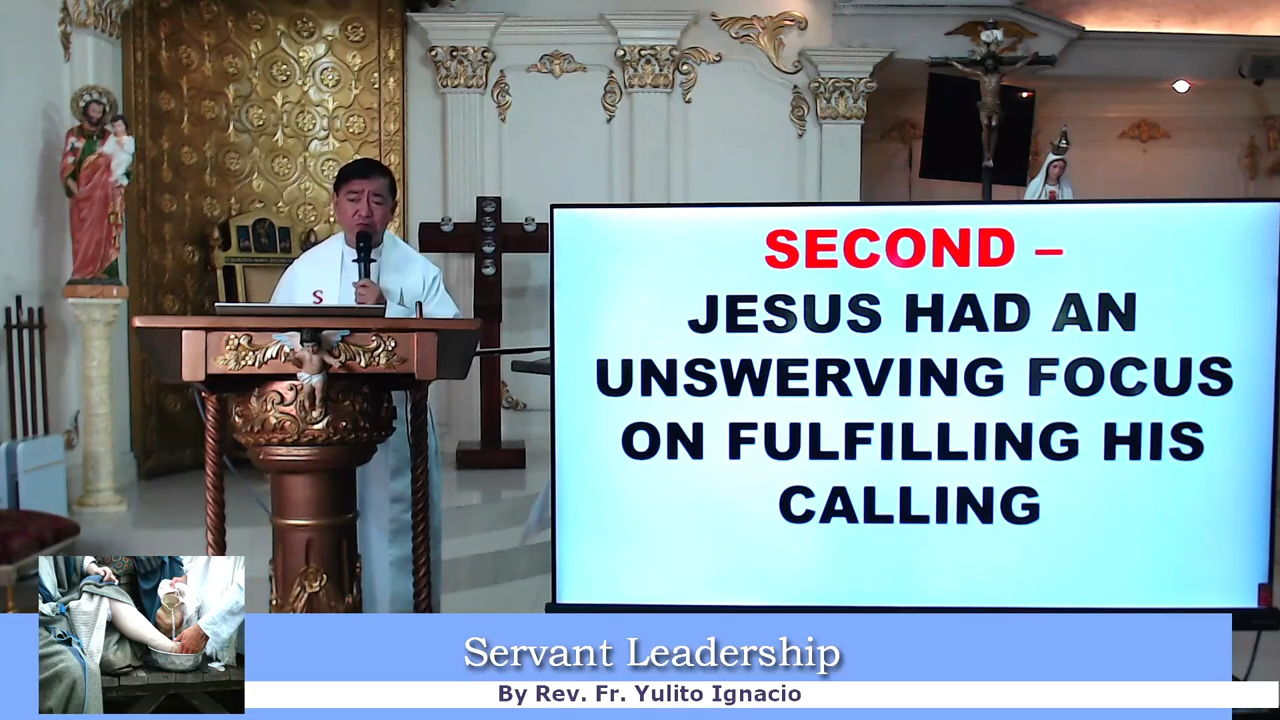 SECOND –
JESUS HAD AN
UNSWERVING FOCUS
ON FULFILLING HIS
CALLING
S
Servant Leadership
By Rev. Fr. Yulito Ignacio